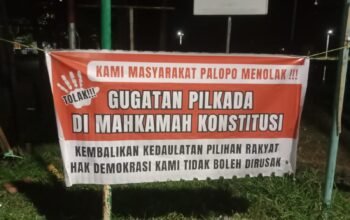 KAMI MASYARAKAT PALOPO MENOLAK !!!
TOLAK!!!
GUGATAN PILKADA
DI MAHKAMAH KONSTITUSI
KEMBALIKAN KEDAULATAN PILIHAN RAKYAT
HAK DEMOKRASI KAMI TIDAK BOLEH DIRUSAK